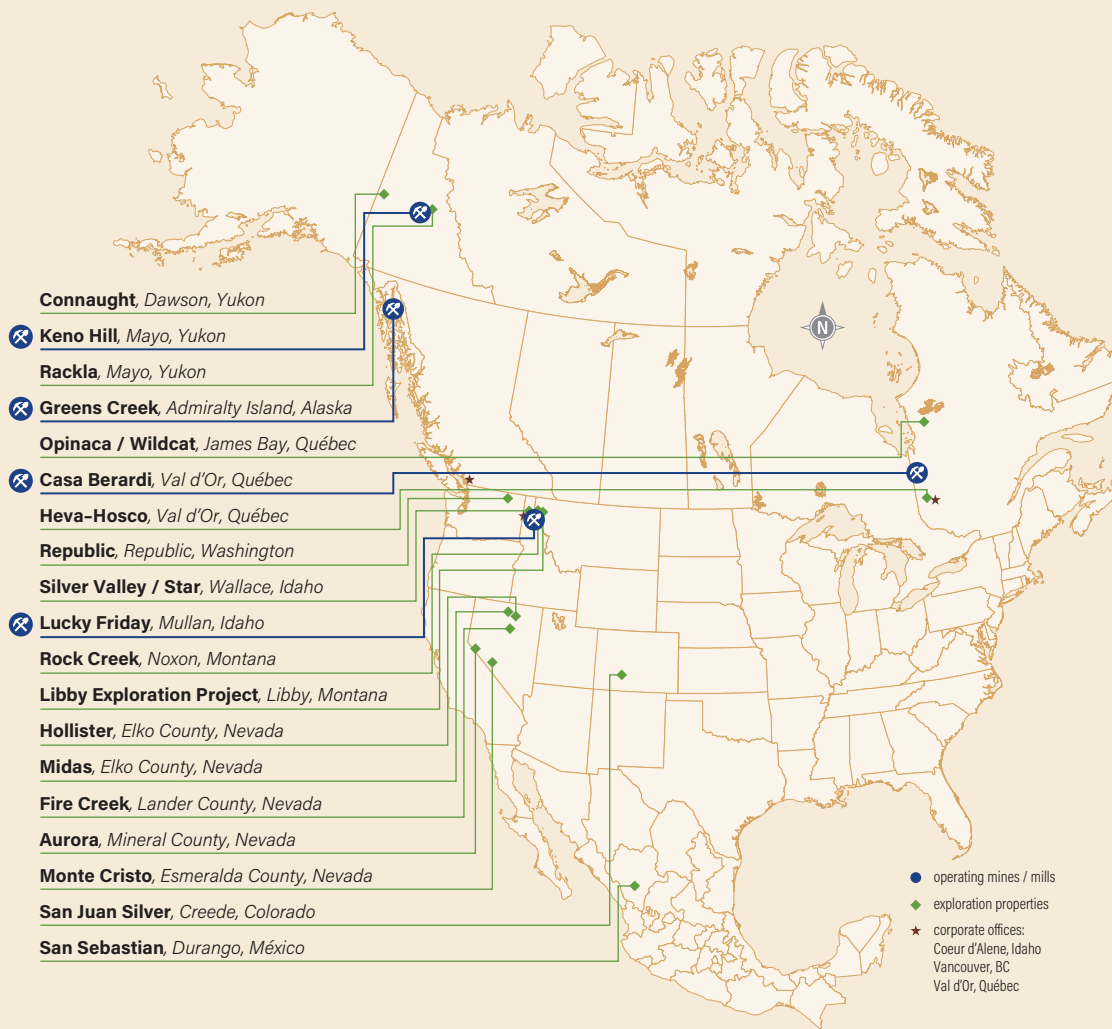 Connaught, Dawson, Yukon
Keno Hill, Mayo, Yukon
Rackla, Mayo, Yukon
Greens Creek, Admiralty Island, Alaska
Opinaca / Wildcat, James Bay, Québec
Casa Berardi, Val d'Or, Québec
Heva-Hosco, Val d'Or, Québec
Republic, Republic, Washington
Silver Valley / Star, Wallace, Idaho
Lucky Friday, Mullan, Idaho
Rock Creek, Noxon, Montana
Libby Exploration Project, Libby, Montana
Hollister, Elko County, Nevada
Midas, Elko County, Nevada
Fire Creek, Lander County, Nevada
Aurora, Mineral County, Nevada
Monte Cristo, Esmeralda County, Nevada
San Juan Silver, Creede, Colorado
San Sebastian, Durango, México
N
operating mines / mills
exploration properties
corporate offices:
Coeur d'Alene, Idaho
Vancouver, BC
Val d'Or, Québec